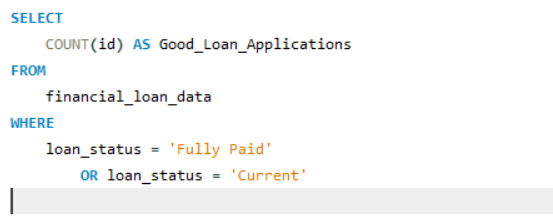 SELECT
    COUNT(id) AS Good_Loan_Applications
FROM
    financial_loan_data
WHERE
    loan_status = 'Fully Paid'
        OR loan_status = 'Current'